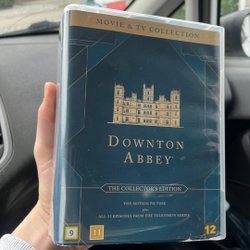 MOVIE & TV COLLECTION
DOWNTON
ABBEY
THE COLLECTOR'S EDITION
THE MOTION PICTURE
plus
ALL 52 EPISODES FROM THE TELEVISION SERIES
9
11
12